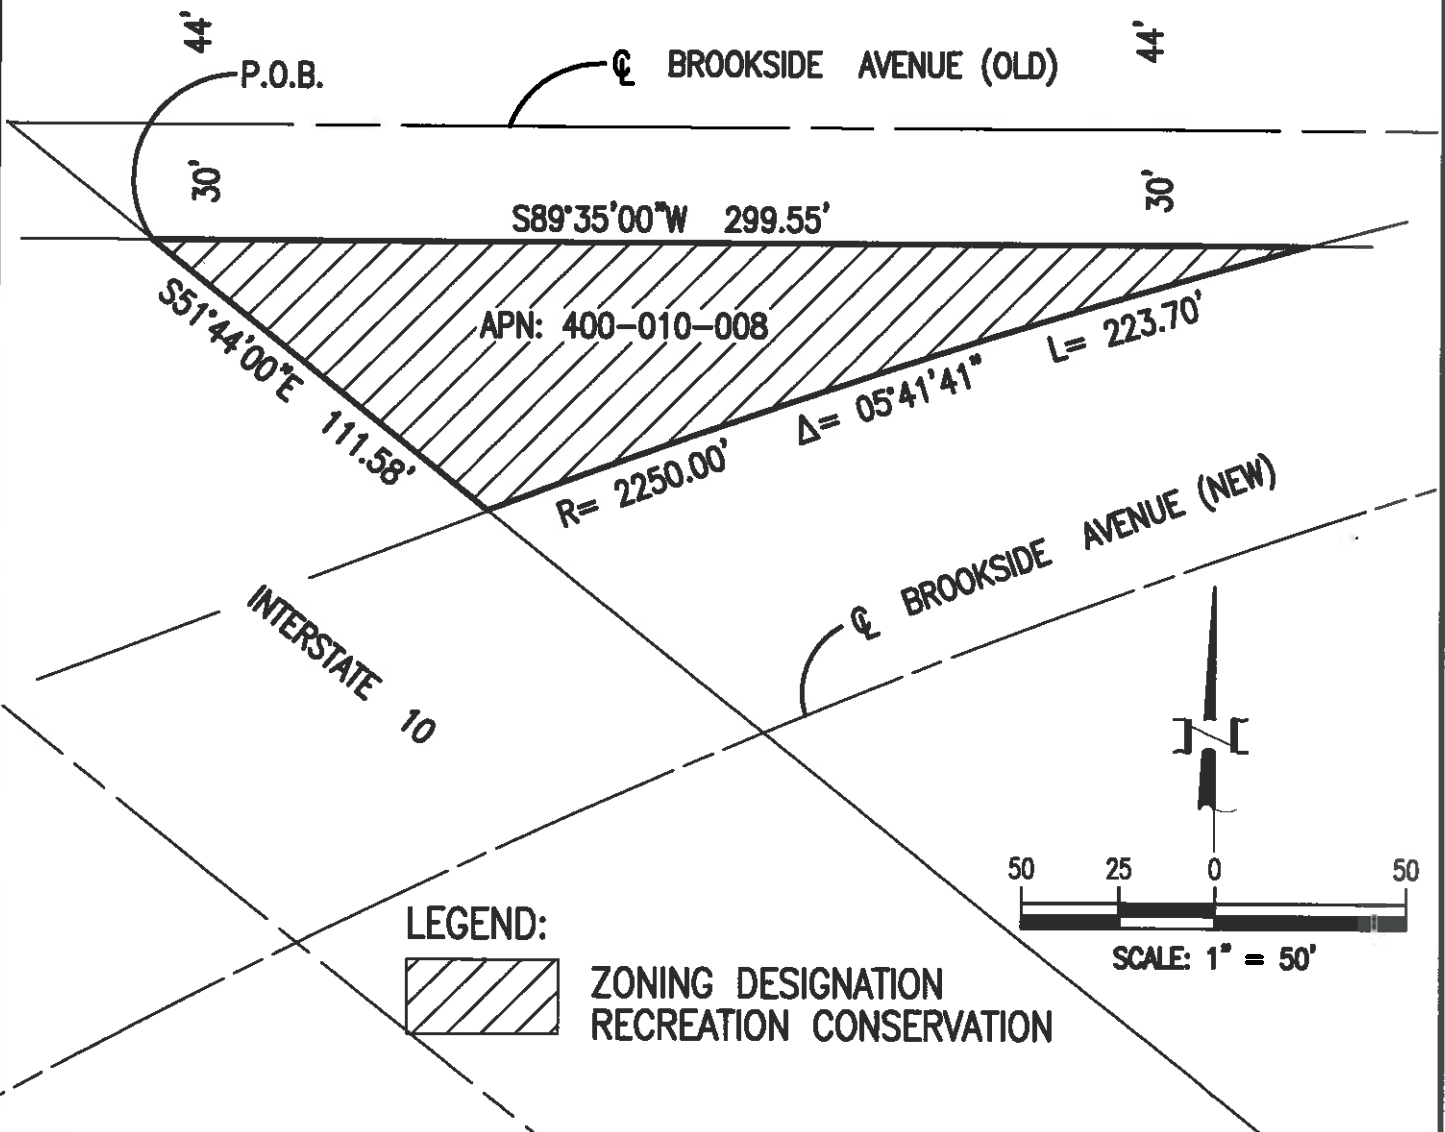 44'
44'
P.O.B.
℄ BROOKSIDE AVENUE (OLD)
30'
30'
S89°35'00"W 299.55'
S51°44'00"E 111.58'
APN: 400-010-008
R= 2250.00' Δ= 05°41'41" L= 223.70'
℄ BROOKSIDE AVENUE (NEW)
INTERSTATE 10
50 25 0 50
SCALE: 1" = 50'
LEGEND:
ZONING DESIGNATION
RECREATION CONSERVATION